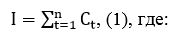 I = ∑ⁿₜ₌₁ Cₜ, (1), где: